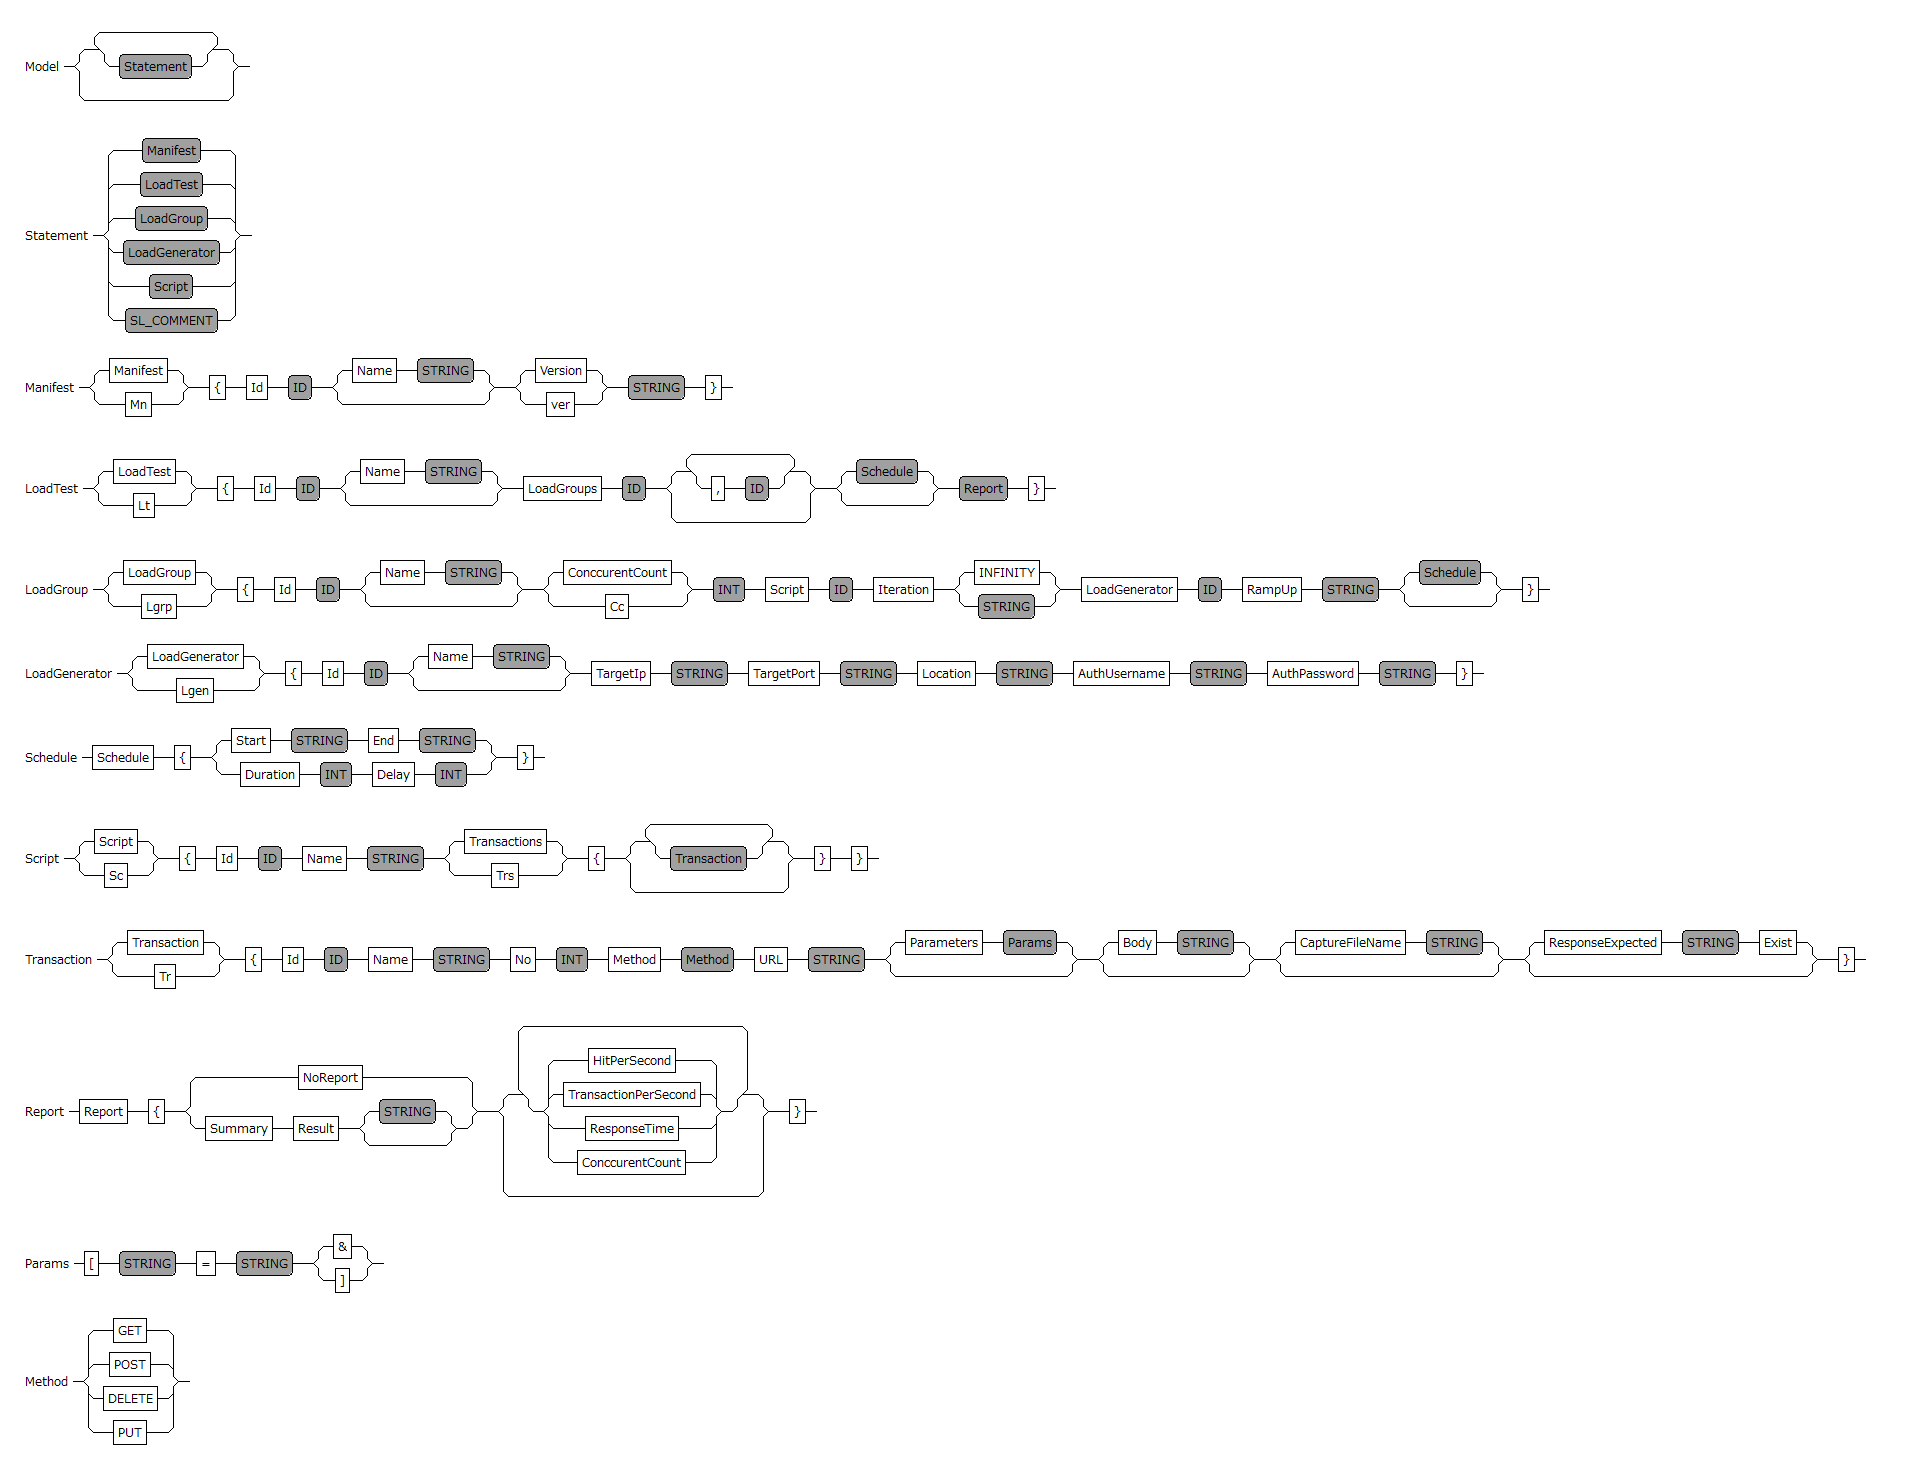 Model Statement
Manifest
LoadTest
LoadGroup
Statement
LoadGenerator
Script
SL_COMMENT
Manifest Name STRING Version
Manifest { Id ID STRING }
Mn ver
LoadTest Name STRING Schedule
LoadTest { Id ID LoadGroups ID , ID Report }
Lt
LoadGroup Name STRING ConccurentCount INFINITY Schedule
LoadGroup { Id ID INT Script ID Iteration LoadGenerator ID RampUp STRING }
Lgrp Cc STRING
LoadGenerator Name STRING
LoadGenerator { Id ID TargetIp STRING TargetPort STRING Location STRING AuthUsername STRING AuthPassword STRING }
Lgen
Start STRING End STRING
Schedule Schedule { }
Duration INT Delay INT
Script Transactions
Script { Id ID Name STRING { Transaction } }
Sc Trs
Transaction Parameters Params Body STRING CaptureFileName STRING ResponseExpected STRING Exist
Transaction { Id ID Name STRING No INT Method Method URL STRING }
Tr
HitPerSecond
NoReport
TransactionPerSecond
Report Report { STRING }
Summary Result ResponseTime
ConccurentCount
&
Params [ STRING = STRING
]
GET
POST
Method
DELETE
PUT